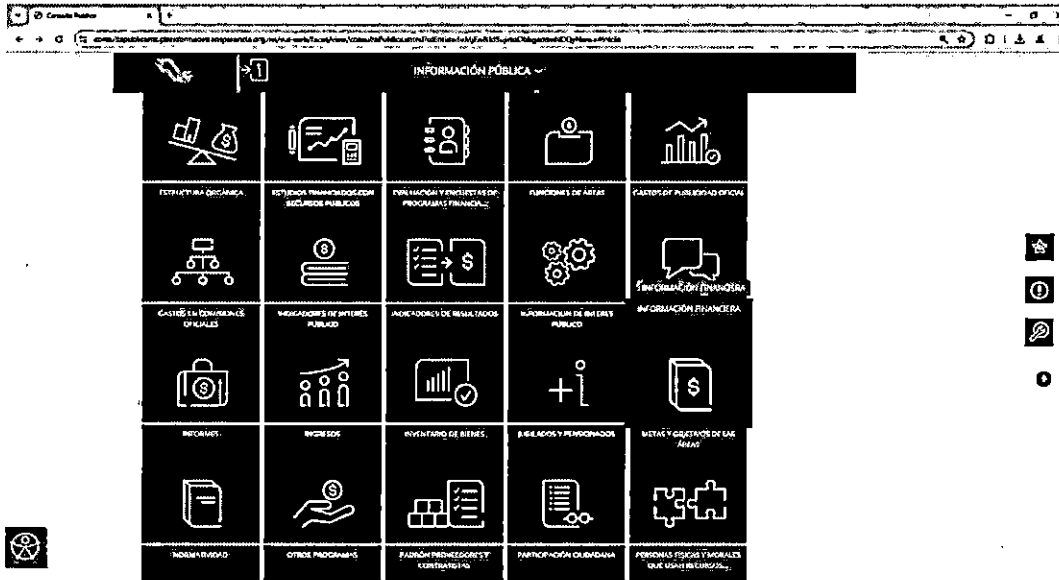 Consulta Publica
INFORMACIÓN PÚBLICA
ESTRUCTURA ORGÁNICA
ESTUDIOS FINANCIADOS CON
RECURSOS PÚBLICOS
EVALUACIÓN Y ENCUESTAS DE
PROGRAMAS FINANCIA...
FUNCIONES DE ÁREAS
GASTOS DE PUBLICIDAD OFICIAL
INFORMACIÓN FINANCIERA
GASTOS EN COMISIONES
OFICIALES
INDICADORES DE INTERÉS
PÚBLICO
INDICADORES DE RESULTADOS
INFORMACIÓN DE INTERÉS
PÚBLICO
INFORMACIÓN FINANCIERA
INFORMES
INGRESOS
INVENTARIO DE BIENES
JUBILADOS Y PENSIONADOS
METAS Y OBJETIVOS DE LAS
ÁREAS
NORMATIVIDAD
OTROS PROGRAMAS
PADRÓN PROVEEDORES Y
CONTRATISTAS
PARTICIPACIÓN CIUDADANA
PERSONAS FÍSICAS Y MORALES
QUE USAN RECURSOS...